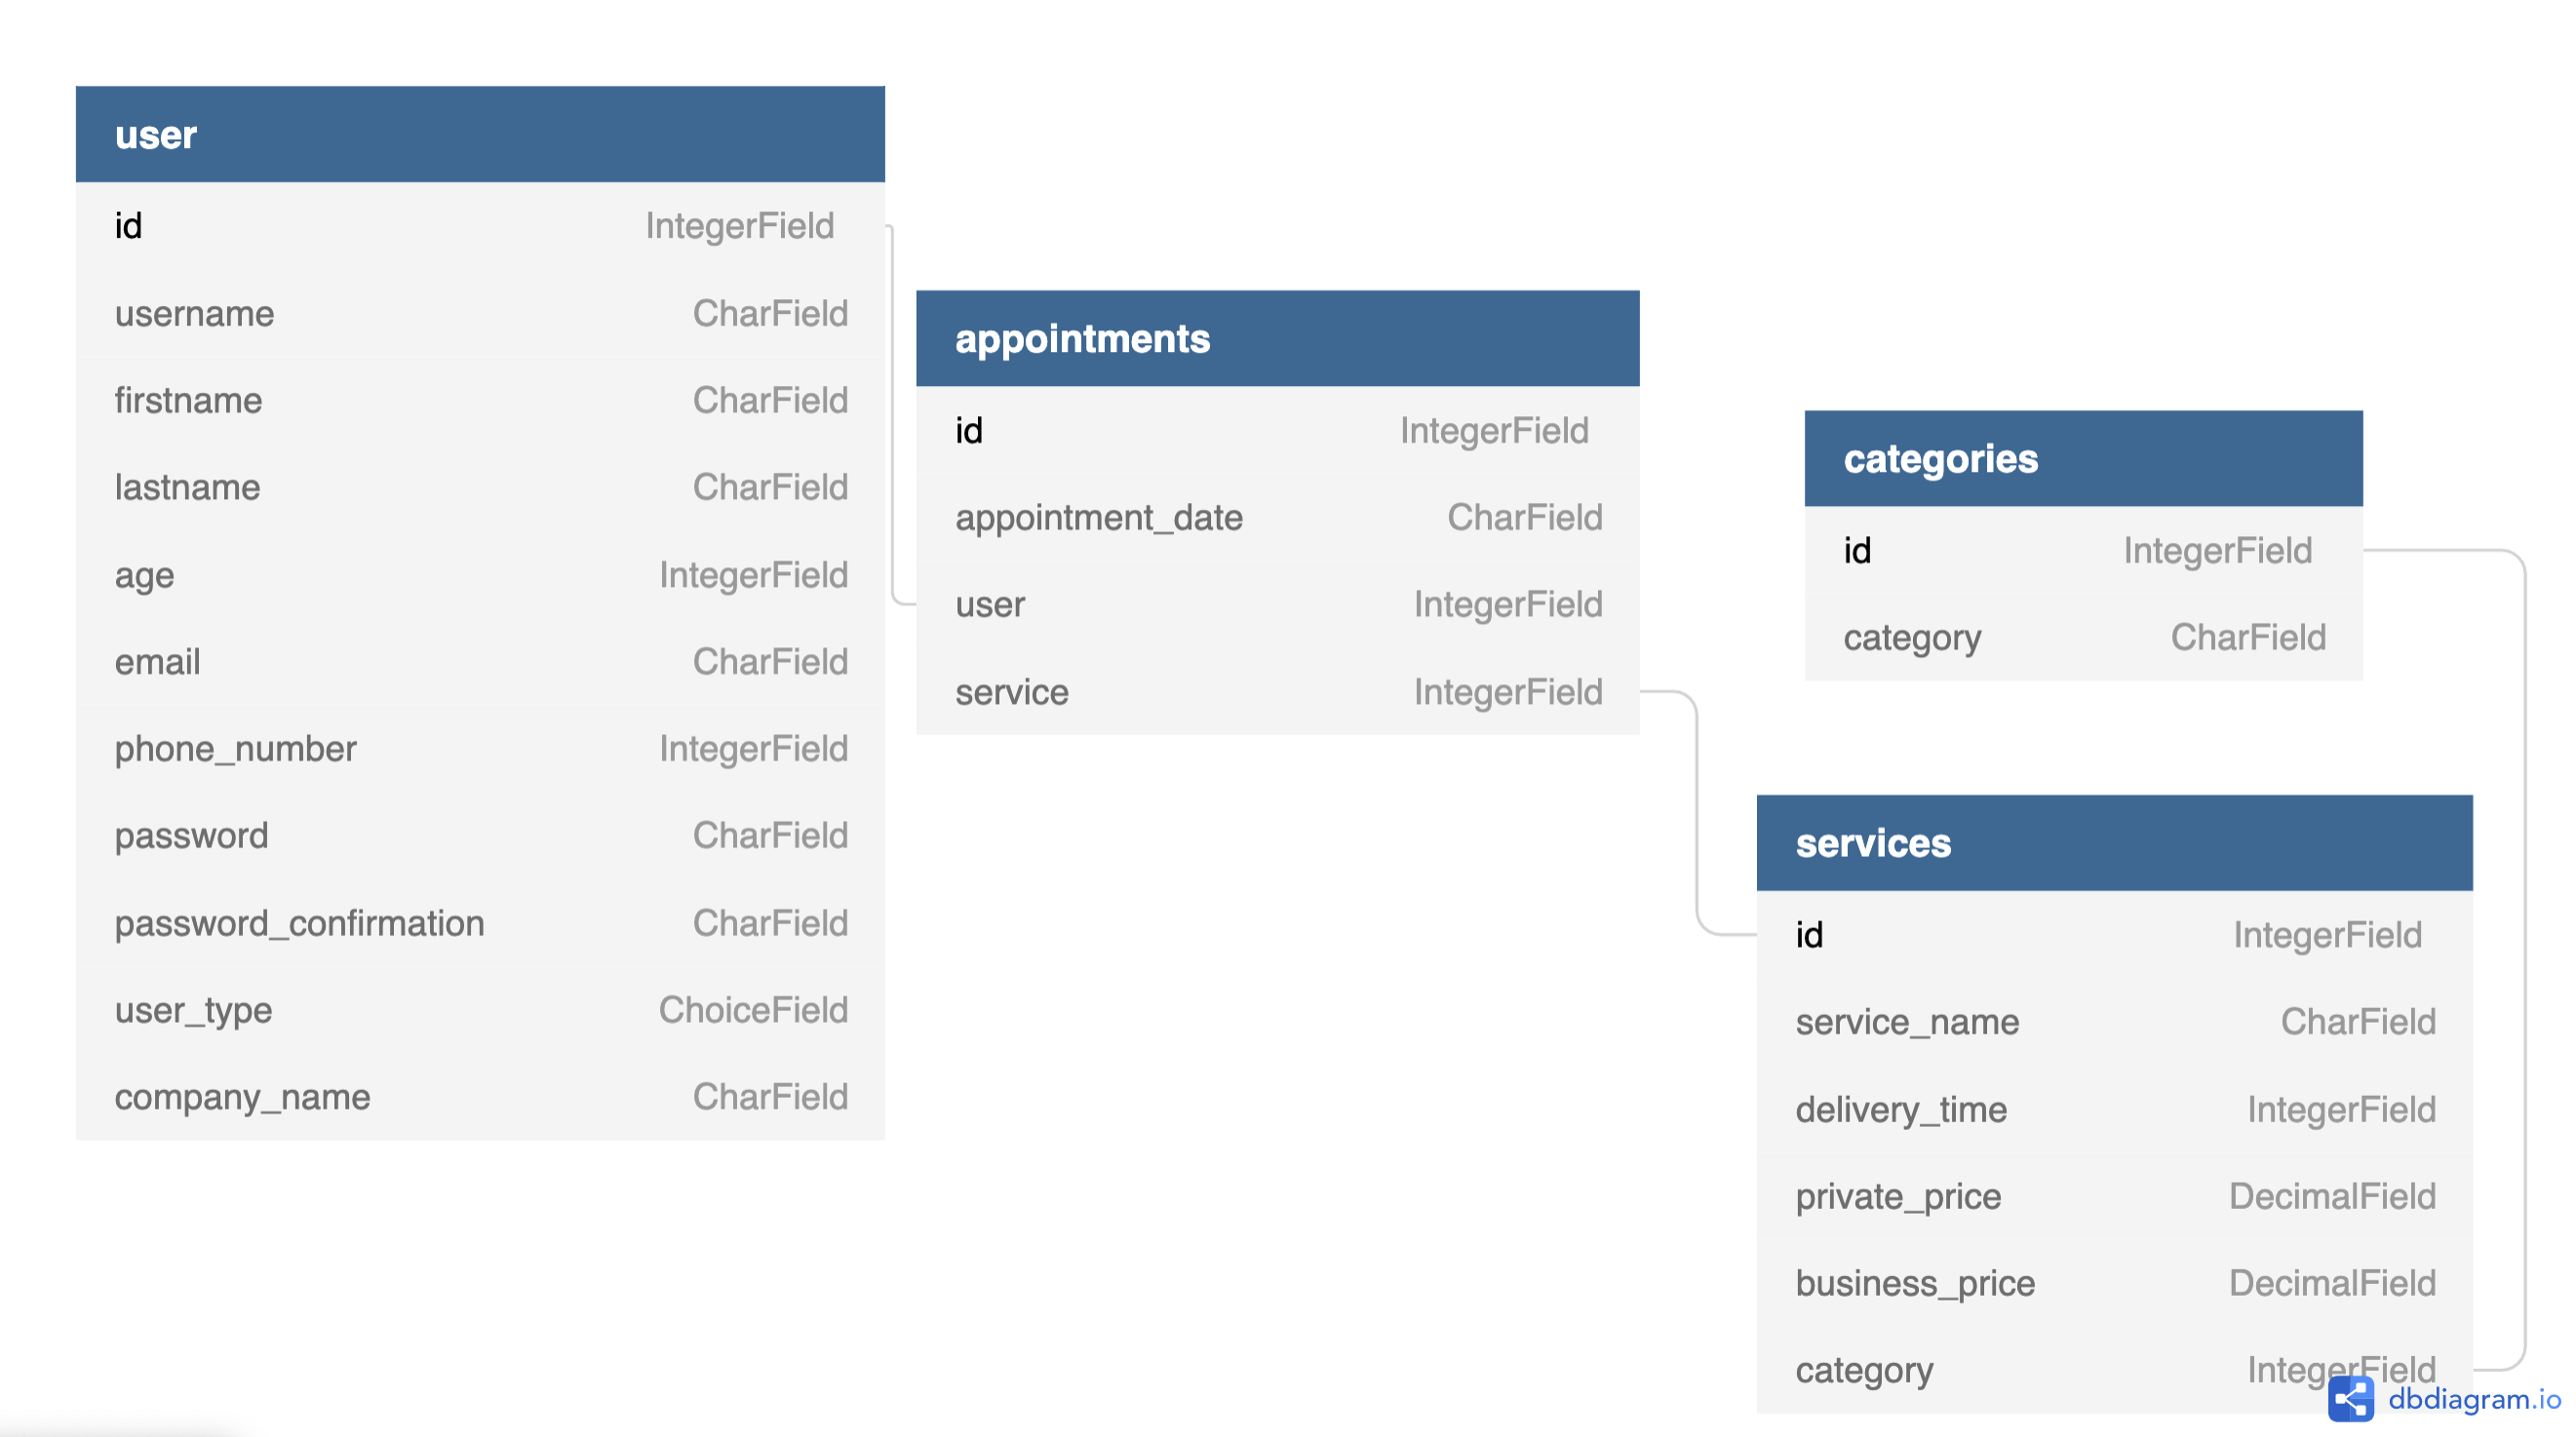 user
id IntegerField
username CharField
firstname CharField
lastname CharField
age IntegerField
email CharField
phone_number IntegerField
password CharField
password_confirmation CharField
user_type ChoiceField
company_name CharField
appointments
id IntegerField
appointment_date CharField
user IntegerField
service IntegerField
categories
id IntegerField
category CharField
services
id IntegerField
service_name CharField
delivery_time IntegerField
private_price DecimalField
business_price DecimalField
category IntegerField
dbdiagram.io